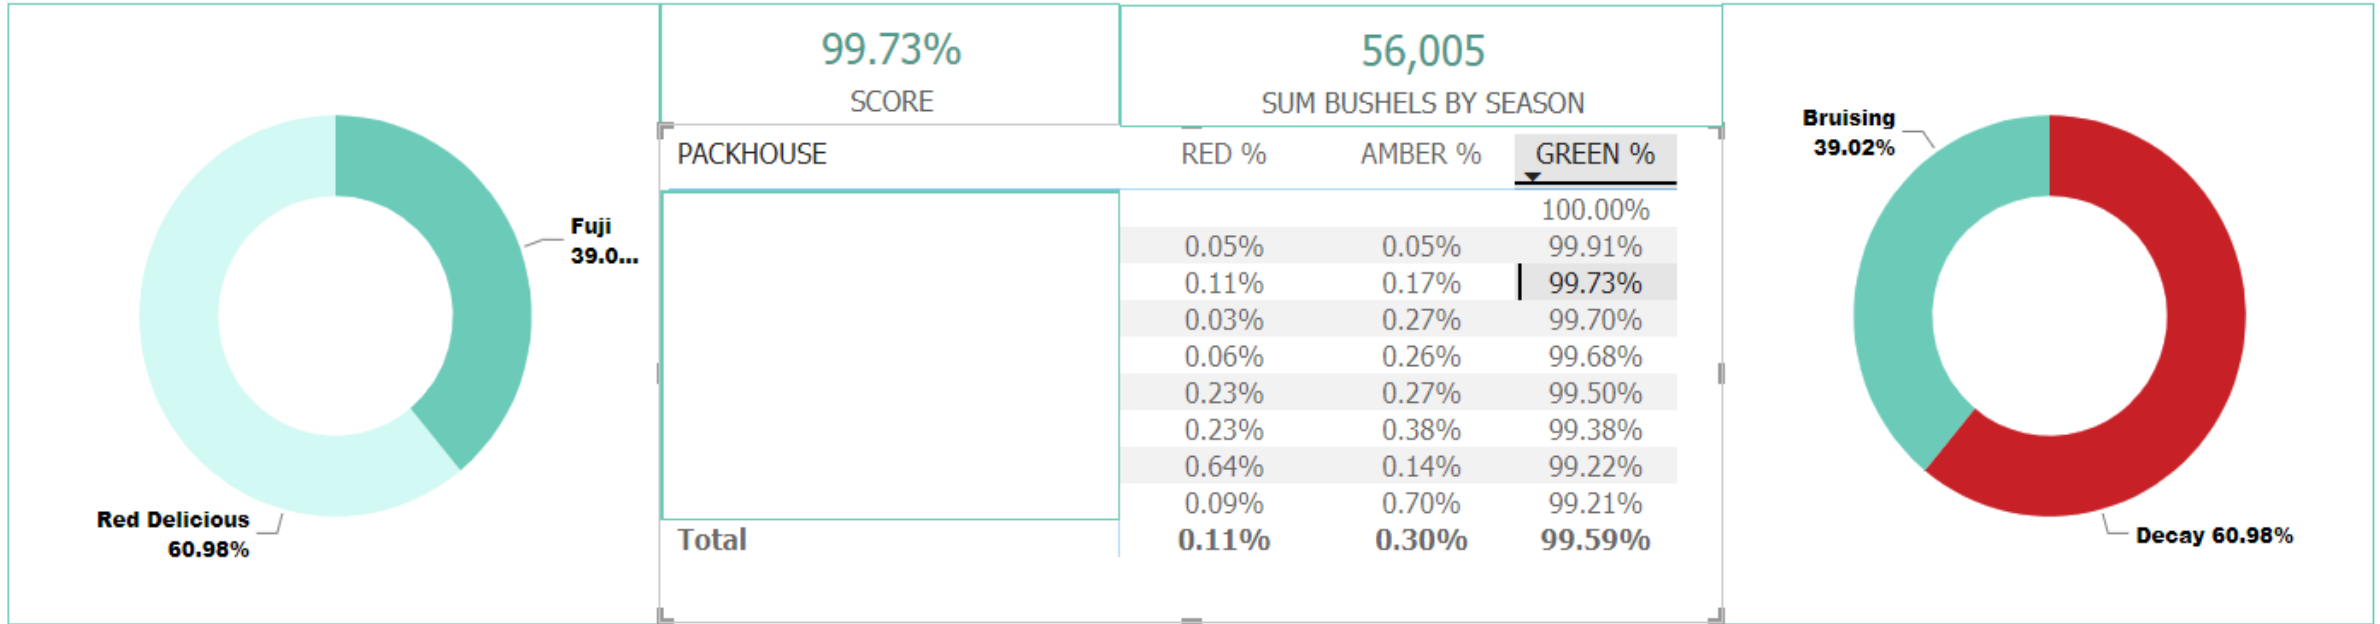 99.73%
SCORE
56,005
SUM BUSHELS BY SEASON
Fuji
39.0...
Red Delicious
60.98%
PACKHOUSE RED % AMBER % GREEN %
100.00%
0.05% 0.05% 99.91%
0.11% 0.17% 99.73%
0.03% 0.27% 99.70%
0.06% 0.26% 99.68%
0.23% 0.27% 99.50%
0.23% 0.38% 99.38%
0.64% 0.14% 99.22%
0.09% 0.70% 99.21%
Total 0.11% 0.30% 99.59%
Bruising
39.02%
Decay 60.98%